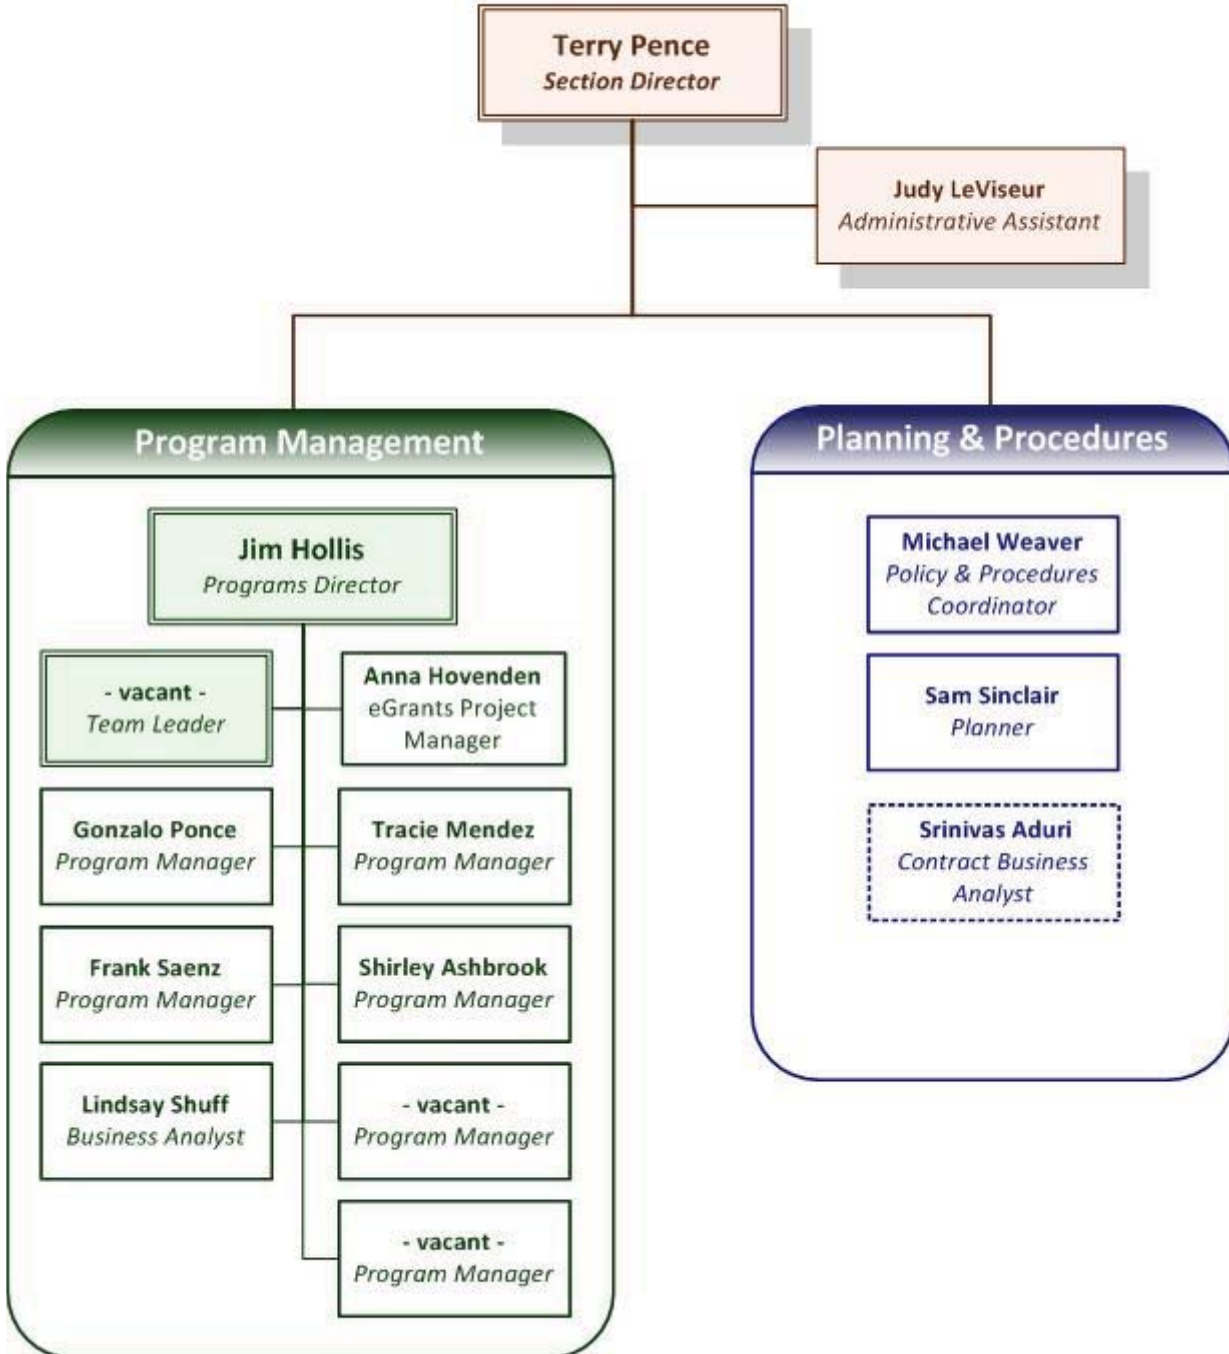 Terry Pence
Section Director
Judy LeViseur
Administrative Assistant
Program Management
Jim Hollis
Programs Director
- vacant -
Team Leader
Anna Hovenden
eGrants Project
Manager
Gonzalo Ponce
Program Manager
Tracie Mendez
Program Manager
Frank Saenz
Program Manager
Shirley Ashbrook
Program Manager
Lindsay Shuff
Business Analyst
- vacant -
Program Manager
- vacant -
Program Manager
Planning & Procedures
Michael Weaver
Policy & Procedures
Coordinator
Sam Sinclair
Planner
Srinivas Aduri
Contract Business
Analyst